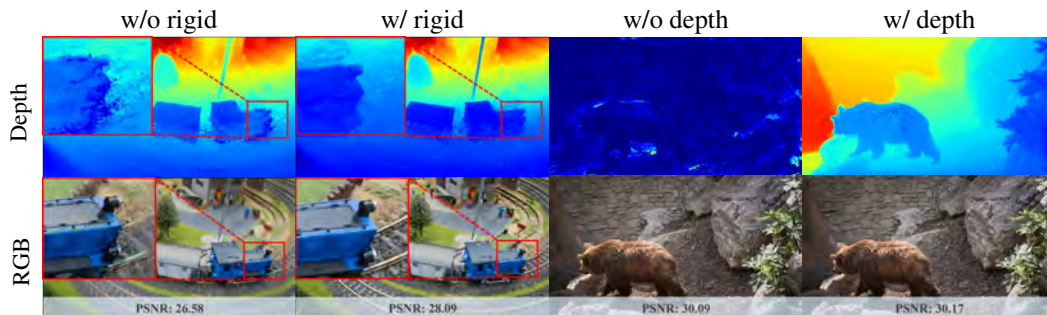 w/o rigid w/ rigid w/o depth w/ depth
Depth
RGB
PSNR: 26.58 PSNR: 28.09 PSNR: 30.09 PSNR: 30.17